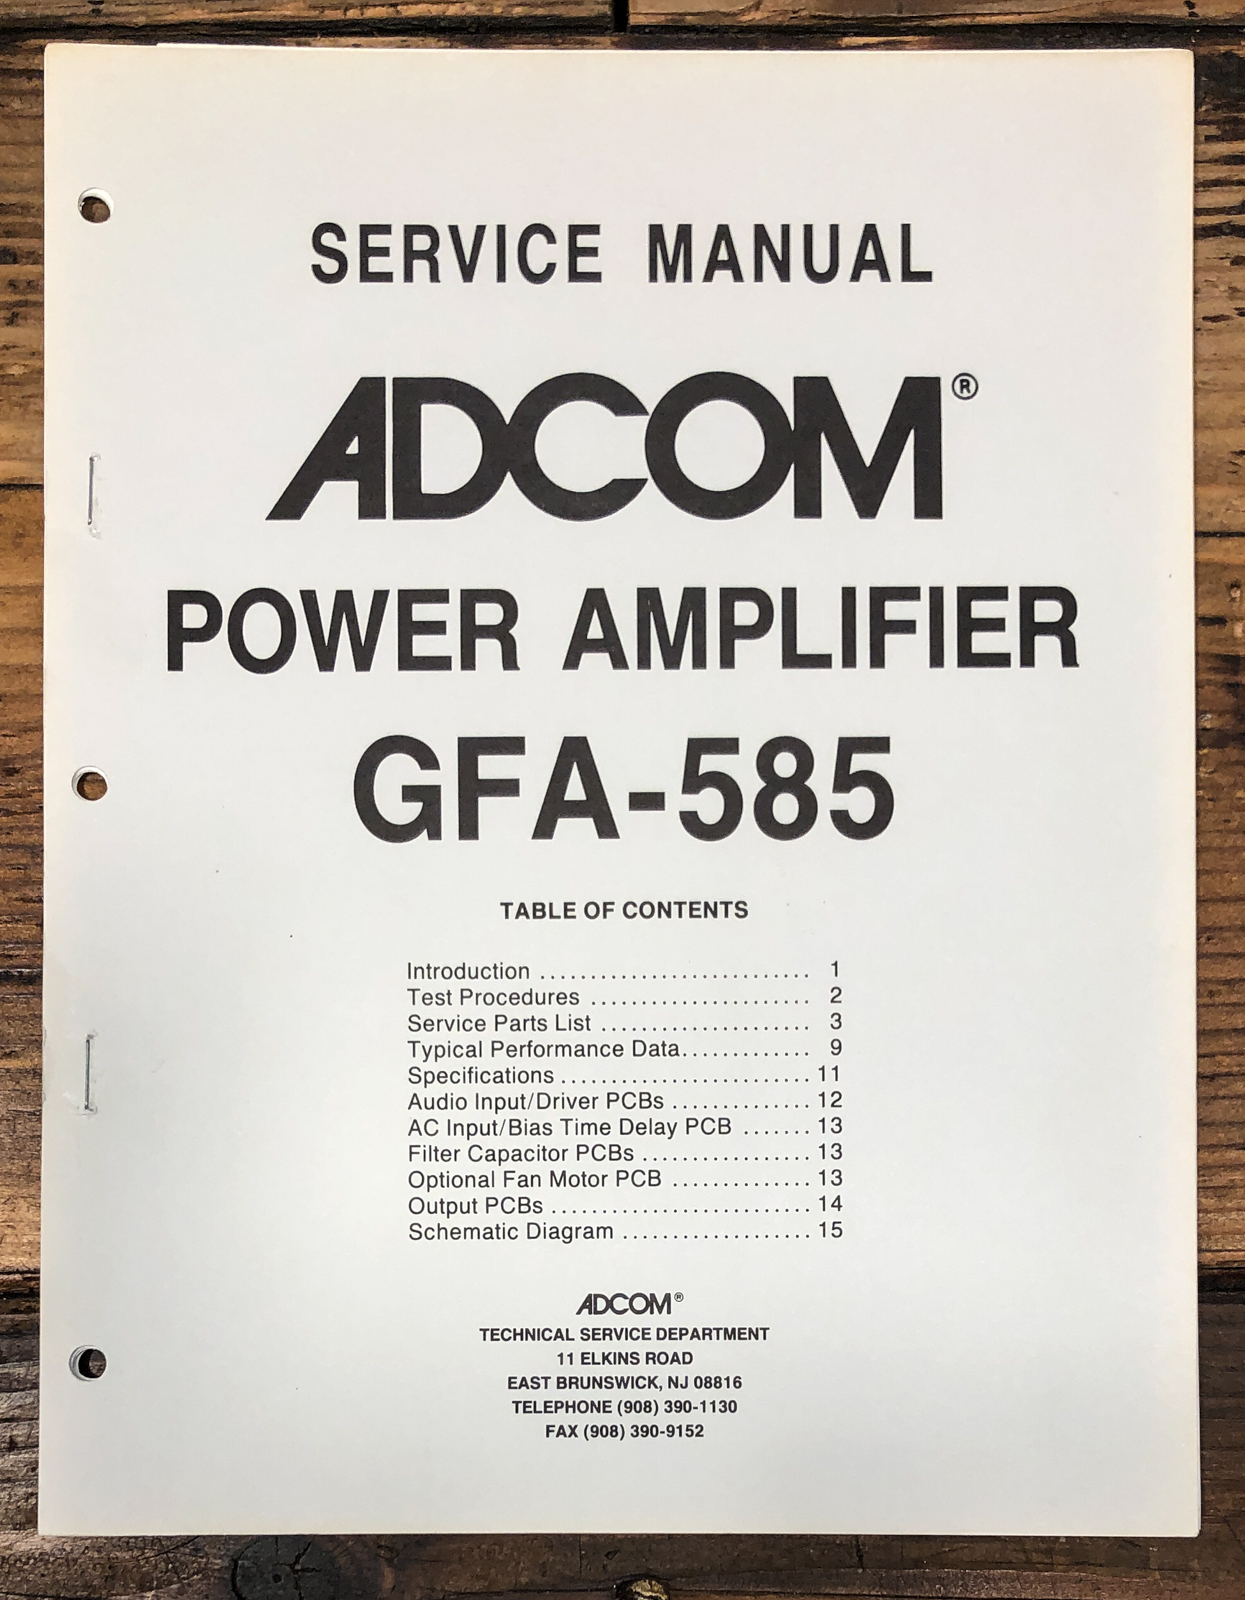 SERVICE MANUAL
ADCOM®
POWER AMPLIFIER
GFA-585
TABLE OF CONTENTS
Introduction ........................... 1
Test Procedures ...................... 2
Service Parts List ..................... 3
Typical Performance Data............. 9
Specifications ......................... 11
Audio Input/Driver PCBs .............. 12
AC Input/Bias Time Delay PCB ....... 13
Filter Capacitor PCBs ................. 13
Optional Fan Motor PCB .............. 13
Output PCBs .......................... 14
Schematic Diagram ................... 15
ADCOM®
TECHNICAL SERVICE DEPARTMENT
11 ELKINS ROAD
EAST BRUNSWICK, NJ 08816
TELEPHONE (908) 390-1130
FAX (908) 390-9152